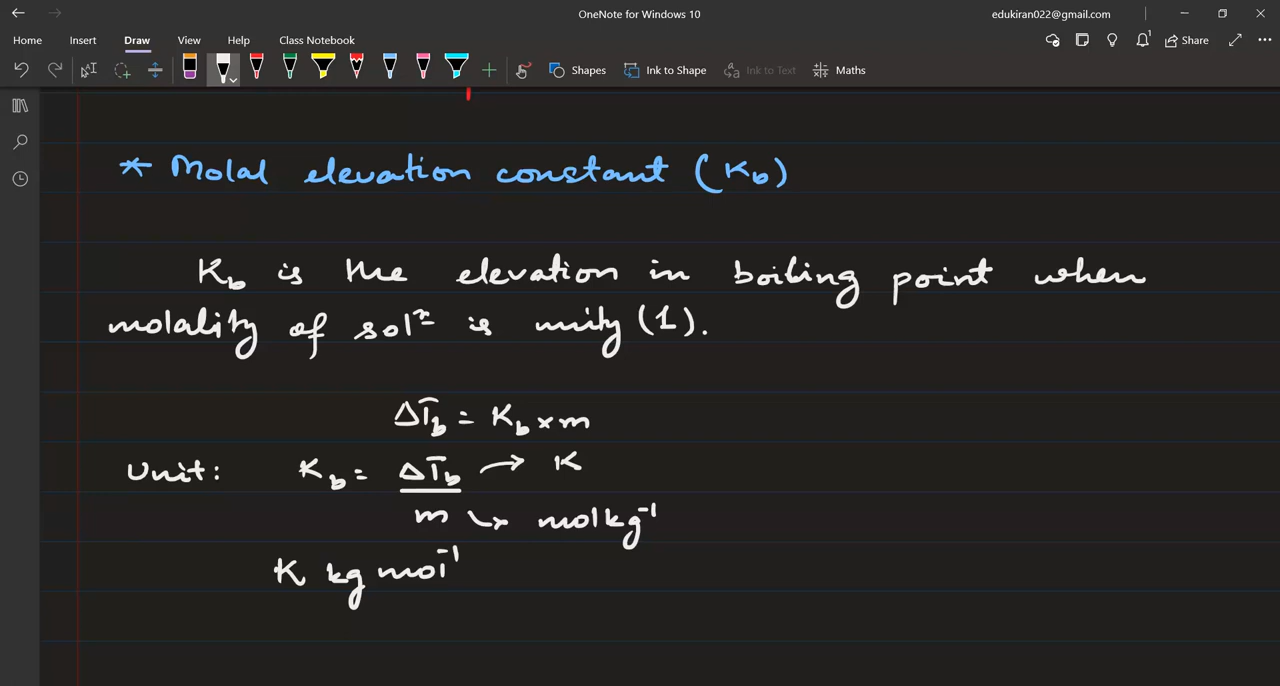 OneNote for Windows 10
edukiran022@gmail.com
Home Insert Draw View Help Class Notebook
Share
Shapes Ink to Shape Ink to Text Maths
* Molal elevation constant (Kb)
Kb is the elevation in boiling point when
molality of solⁿ is unity (1).
ΔTb = Kb × m
Unit: Kb = ΔTb → K
m → mol kg⁻¹
K kg mol⁻¹